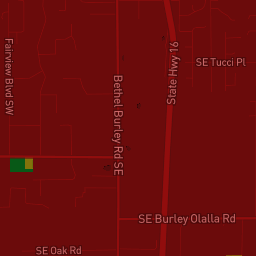 Fairview Blvd SW
Bethel Burley Rd SE
State Hwy 16
SE Tucci Pl
SE Burley Olalla Rd
SE Oak Rd